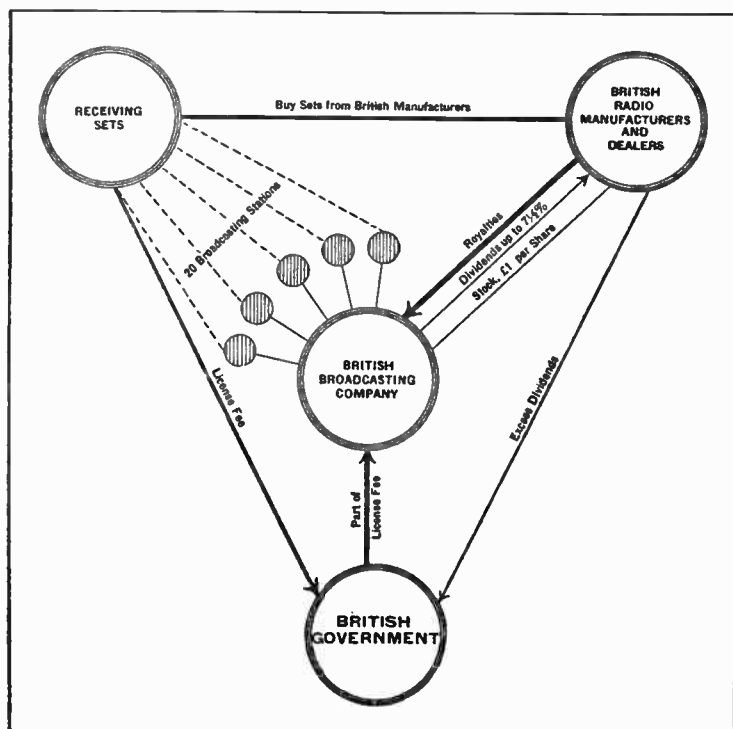 RECEIVING
SETS
Buy Sets from British Manufacturers
BRITISH
RADIO
MANUFACTURERS
AND
DEALERS
20 Broadcasting Stations
Royalties
Dividends up to 7½%
Stock, £1 per Share
BRITISH
BROADCASTING
COMPANY
License Fee
Excess Dividends
Part of
License Fee
BRITISH
GOVERNMENT